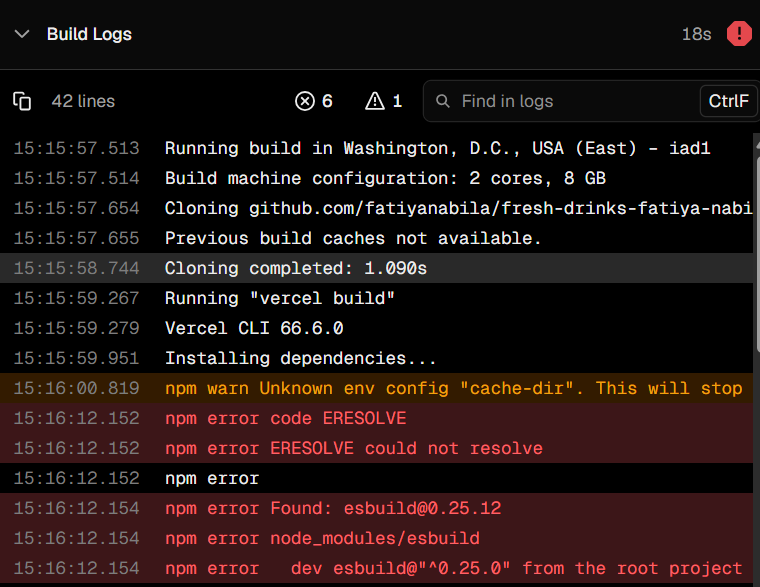 Build Logs 18s
42 lines 6 1 Find in logs CtrlF
15:15:57.513 Running build in Washington, D.C., USA (East) – iad1
15:15:57.514 Build machine configuration: 2 cores, 8 GB
15:15:57.654 Cloning github.com/fatiyanabila/fresh-drinks-fatiya-nabi
15:15:57.655 Previous build caches not available.
15:15:58.744 Cloning completed: 1.090s
15:15:59.267 Running "vercel build"
15:15:59.279 Vercel CLI 66.6.0
15:15:59.951 Installing dependencies...
15:16:00.819 npm warn Unknown env config "cache-dir". This will stop
15:16:12.152 npm error code ERESOLVE
15:16:12.152 npm error ERESOLVE could not resolve
15:16:12.152 npm error
15:16:12.154 npm error Found: esbuild@0.25.12
15:16:12.154 npm error node_modules/esbuild
15:16:12.154 npm error   dev esbuild@"^0.25.0" from the root project